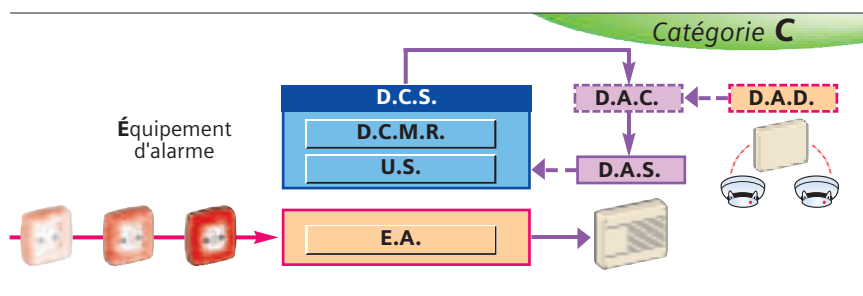 Catégorie C
D.C.S.
D.A.C.
D.A.D.
Équipement
d'alarme
D.C.M.R.
U.S.
D.A.S.
E.A.